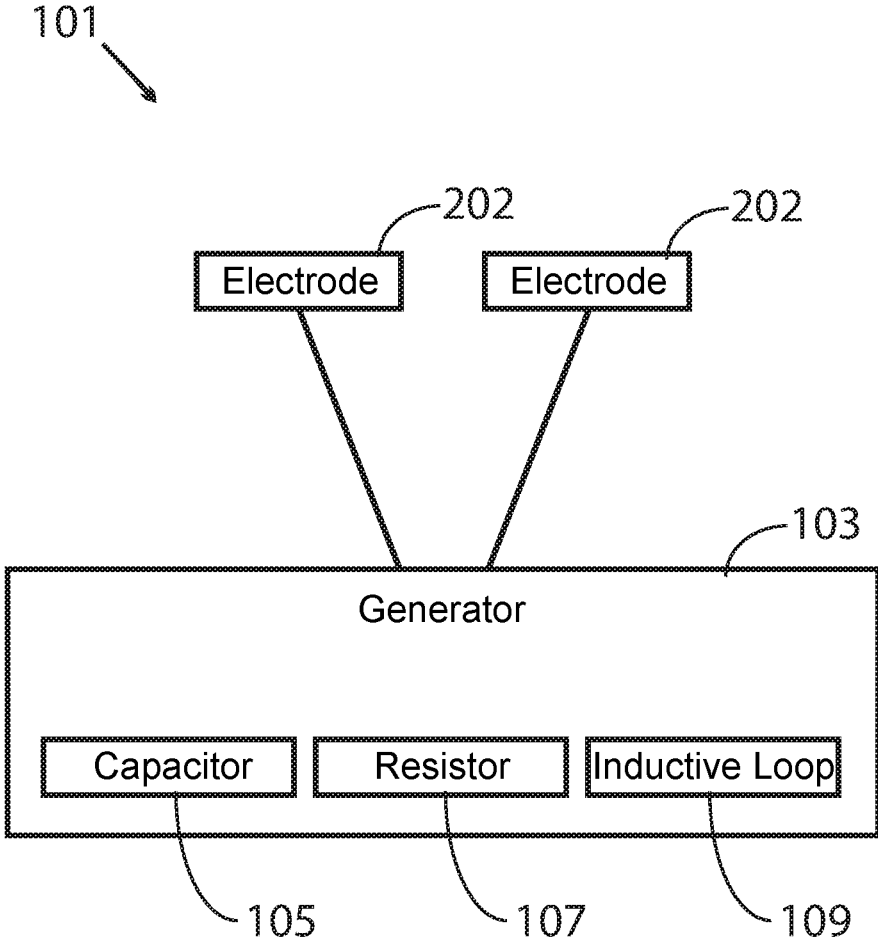 101
202 202
Electrode Electrode
103
Generator
Capacitor Resistor Inductive Loop
105 107 109